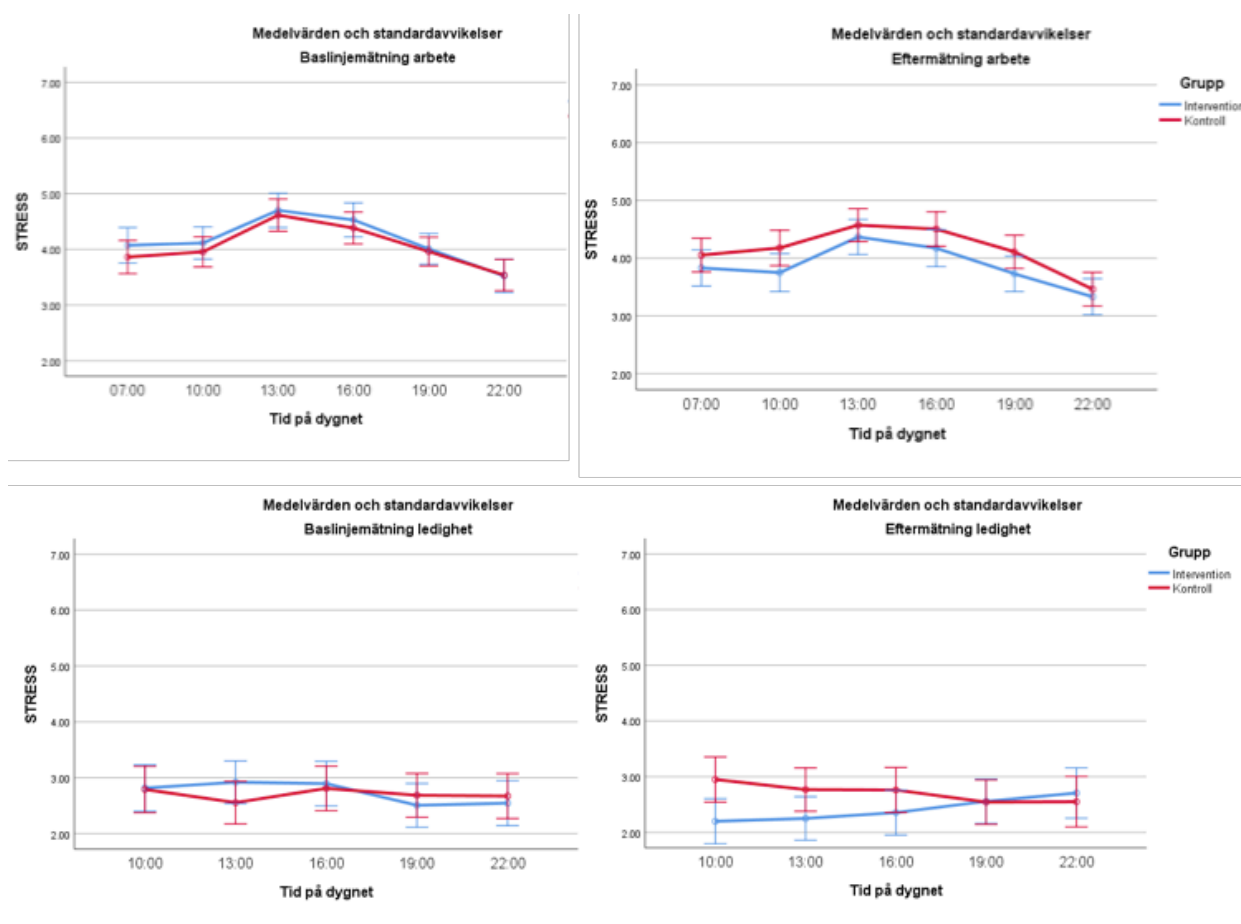 Medelvärden och standardavvikelser
Baslinjemätning arbete
7.00
6.00
5.00
4.00
3.00
2.00
STRESS
07:00 10:00 13:00 16:00 19:00 22:00
Tid på dygnet
Medelvärden och standardavvikelser
Eftermätning arbete
7.00
6.00
5.00
4.00
3.00
2.00
STRESS
07:00 10:00 13:00 16:00 19:00 22:00
Tid på dygnet
Grupp
Intervention
Kontroll
Medelvärden och standardavvikelser
Baslinjemätning ledighet
7.00
6.00
5.00
4.00
3.00
2.00
STRESS
10:00 13:00 16:00 19:00 22:00
Tid på dygnet
Medelvärden och standardavvikelser
Eftermätning ledighet
7.00
6.00
5.00
4.00
3.00
2.00
STRESS
10:00 13:00 16:00 19:00 22:00
Tid på dygnet
Grupp
Intervention
Kontroll